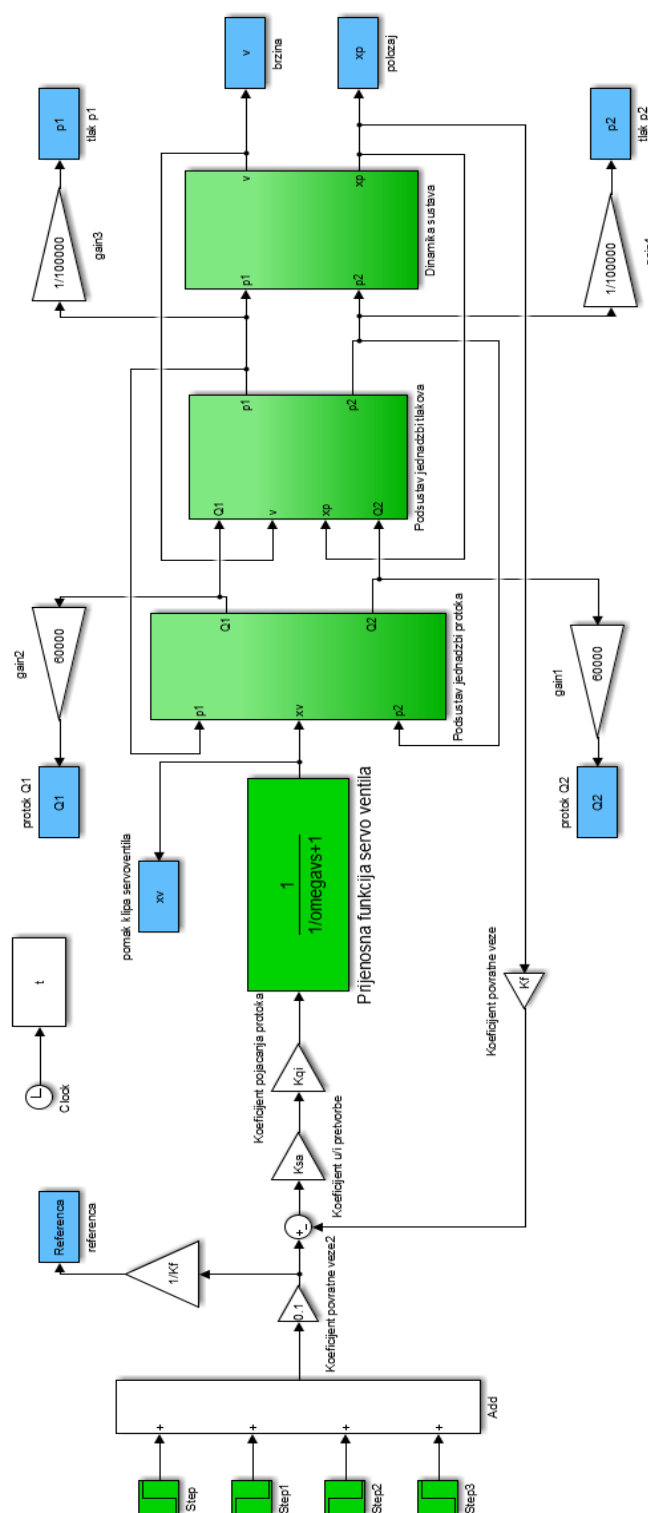 Referenca
referenca
t
Clock
protok Q1
Q1
gain2
60000
1/100000
gain3
p1
tlak p1
xv
pomak klipa servoventila
1/Kf
Step
Step1
Step2
Step3
+
+
+
+
Add
0.1
Koeficijent povratne veze2
+
-
Ksa
Koeficijent u/i pretvorbe
Koeficijent pojacanja protoka
Kqi
1
1/omegavs+1
Prijenosna funkcija servo ventila
p1
xv
p2
Q1
Q2
Podsustav jednadzbi protoka
Q1
v
xp
Q2
p1
p2
Podsustav jednadzbi tlakova
p1
p2
v
xp
Dinamika sustava
v
brzina
xp
polozaj
Koeficijent povratne veze
Kf
protok Q2
Q2
gain1
60000
1/100000
p2
tlak p2